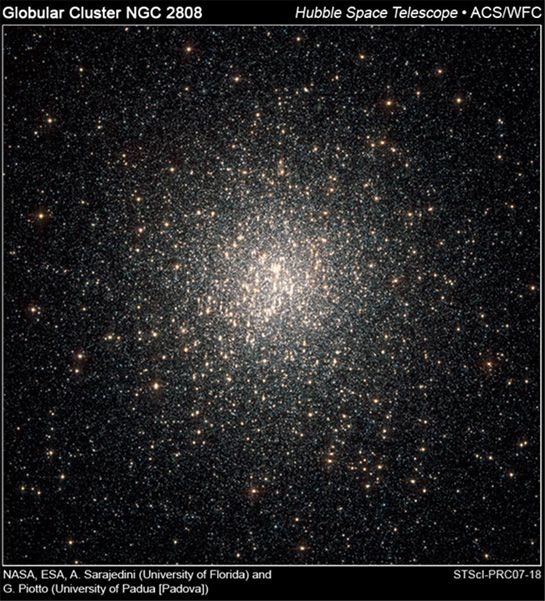 Globular Cluster NGC 2808
Hubble Space Telescope • ACS/WFC
NASA, ESA, A. Sarajedini (University of Florida) and
G. Piotto (University of Padua [Padova])
STScI-PRC07-18